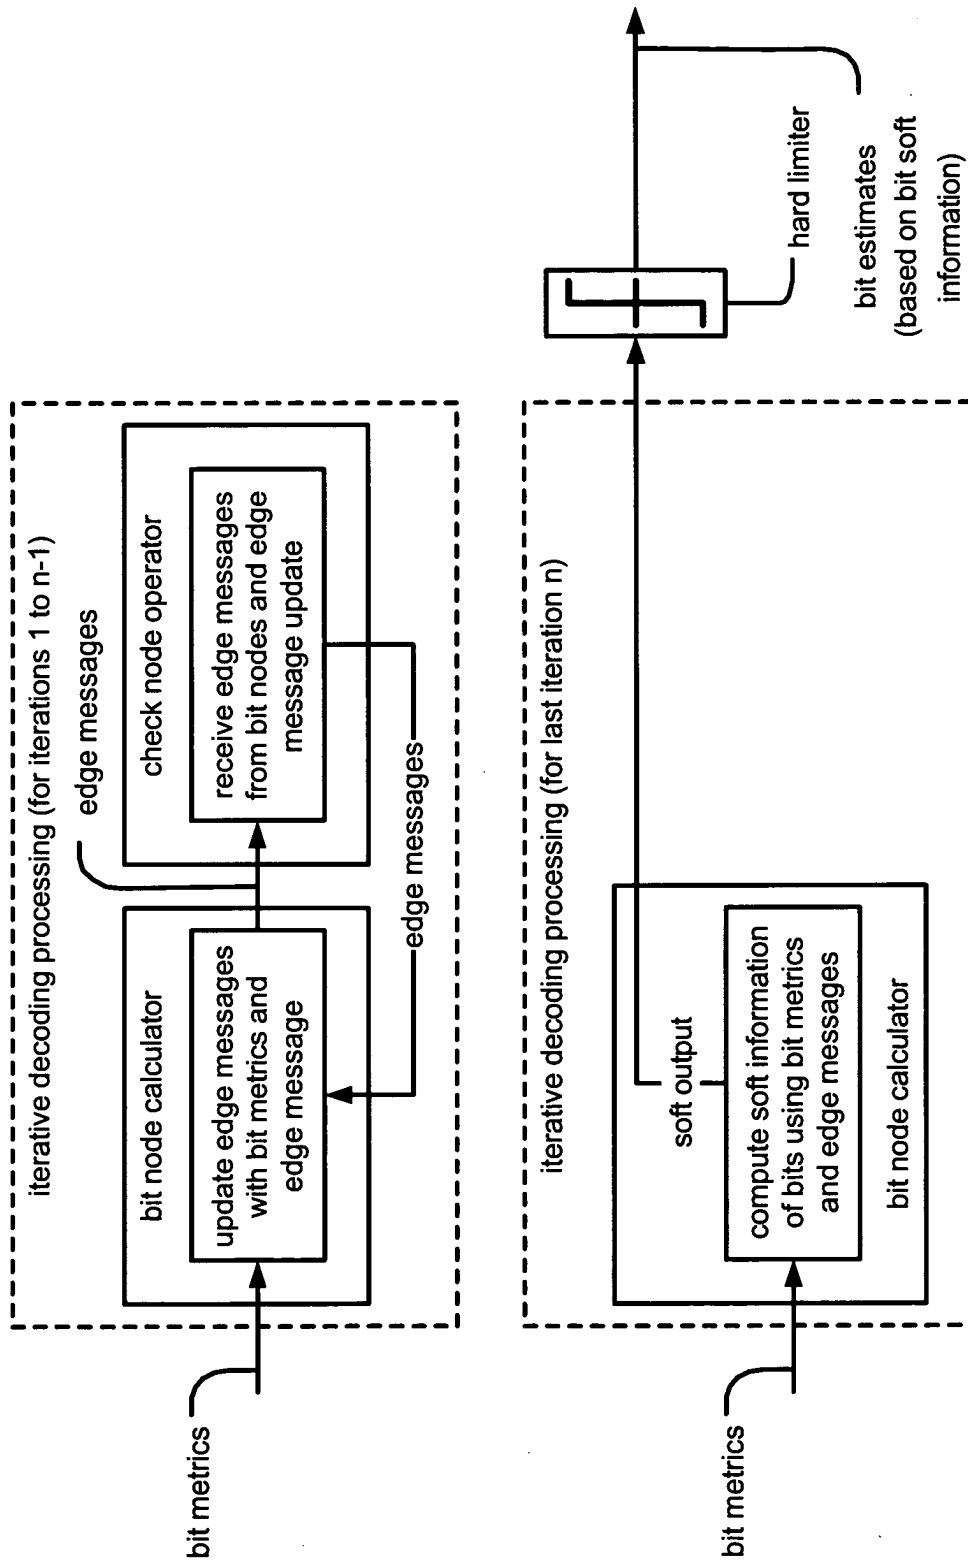 iterative decoding processing (for iterations 1 to n-1)
edge messages
bit node calculator
update edge messages
with bit metrics and
edge message
check node operator
receive edge messages
from bit nodes and edge
message update
edge messages
bit metrics
iterative decoding processing (for last iteration n)
soft output
compute soft information
of bits using bit metrics
and edge messages
bit node calculator
bit metrics
hard limiter
bit estimates
(based on bit soft
information)